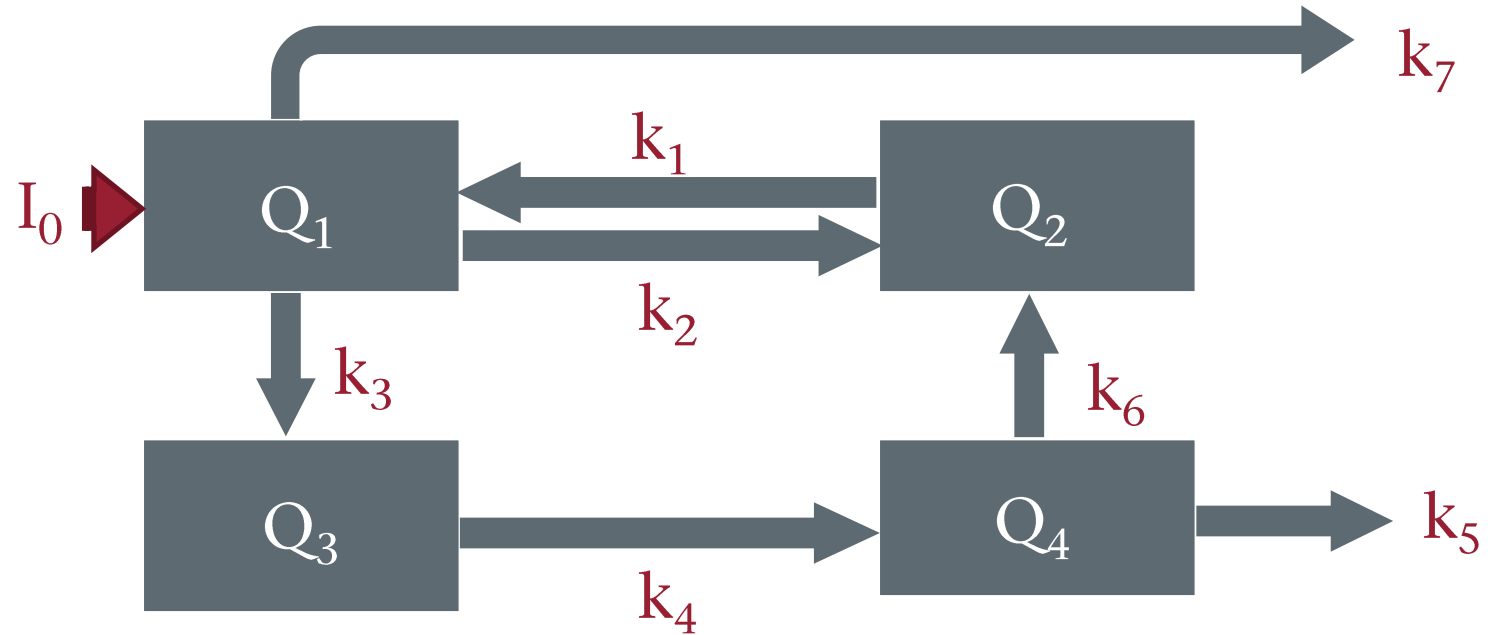 k₇
k₁
I₀
Q₁
Q₂
k₂
k₃
k₆
Q₃
Q₄
k₅
k₄